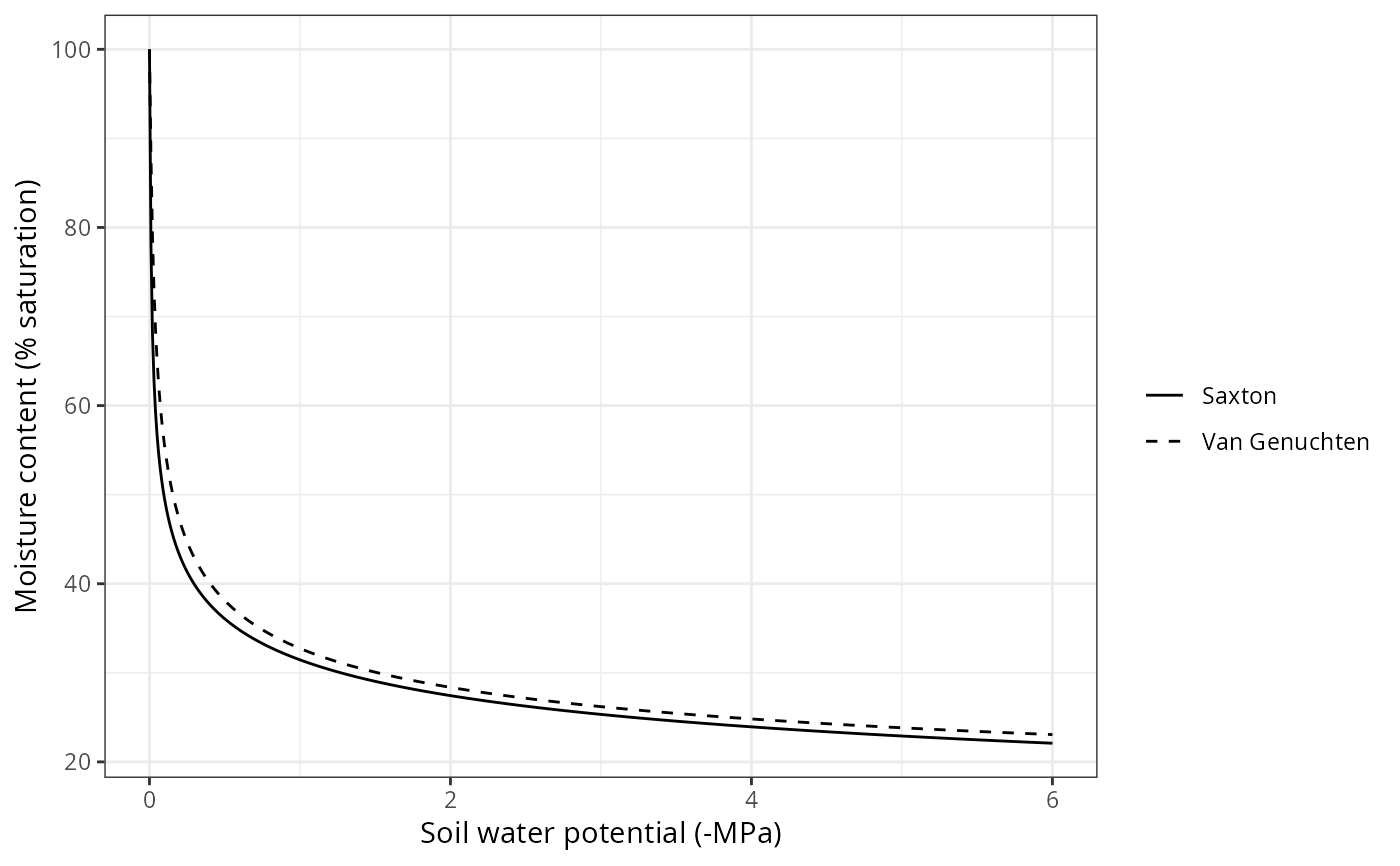 Moisture content (% saturation)
100
80
60
40
20
0
2
4
6
Soil water potential (-MPa)
Saxton
Van Genuchten